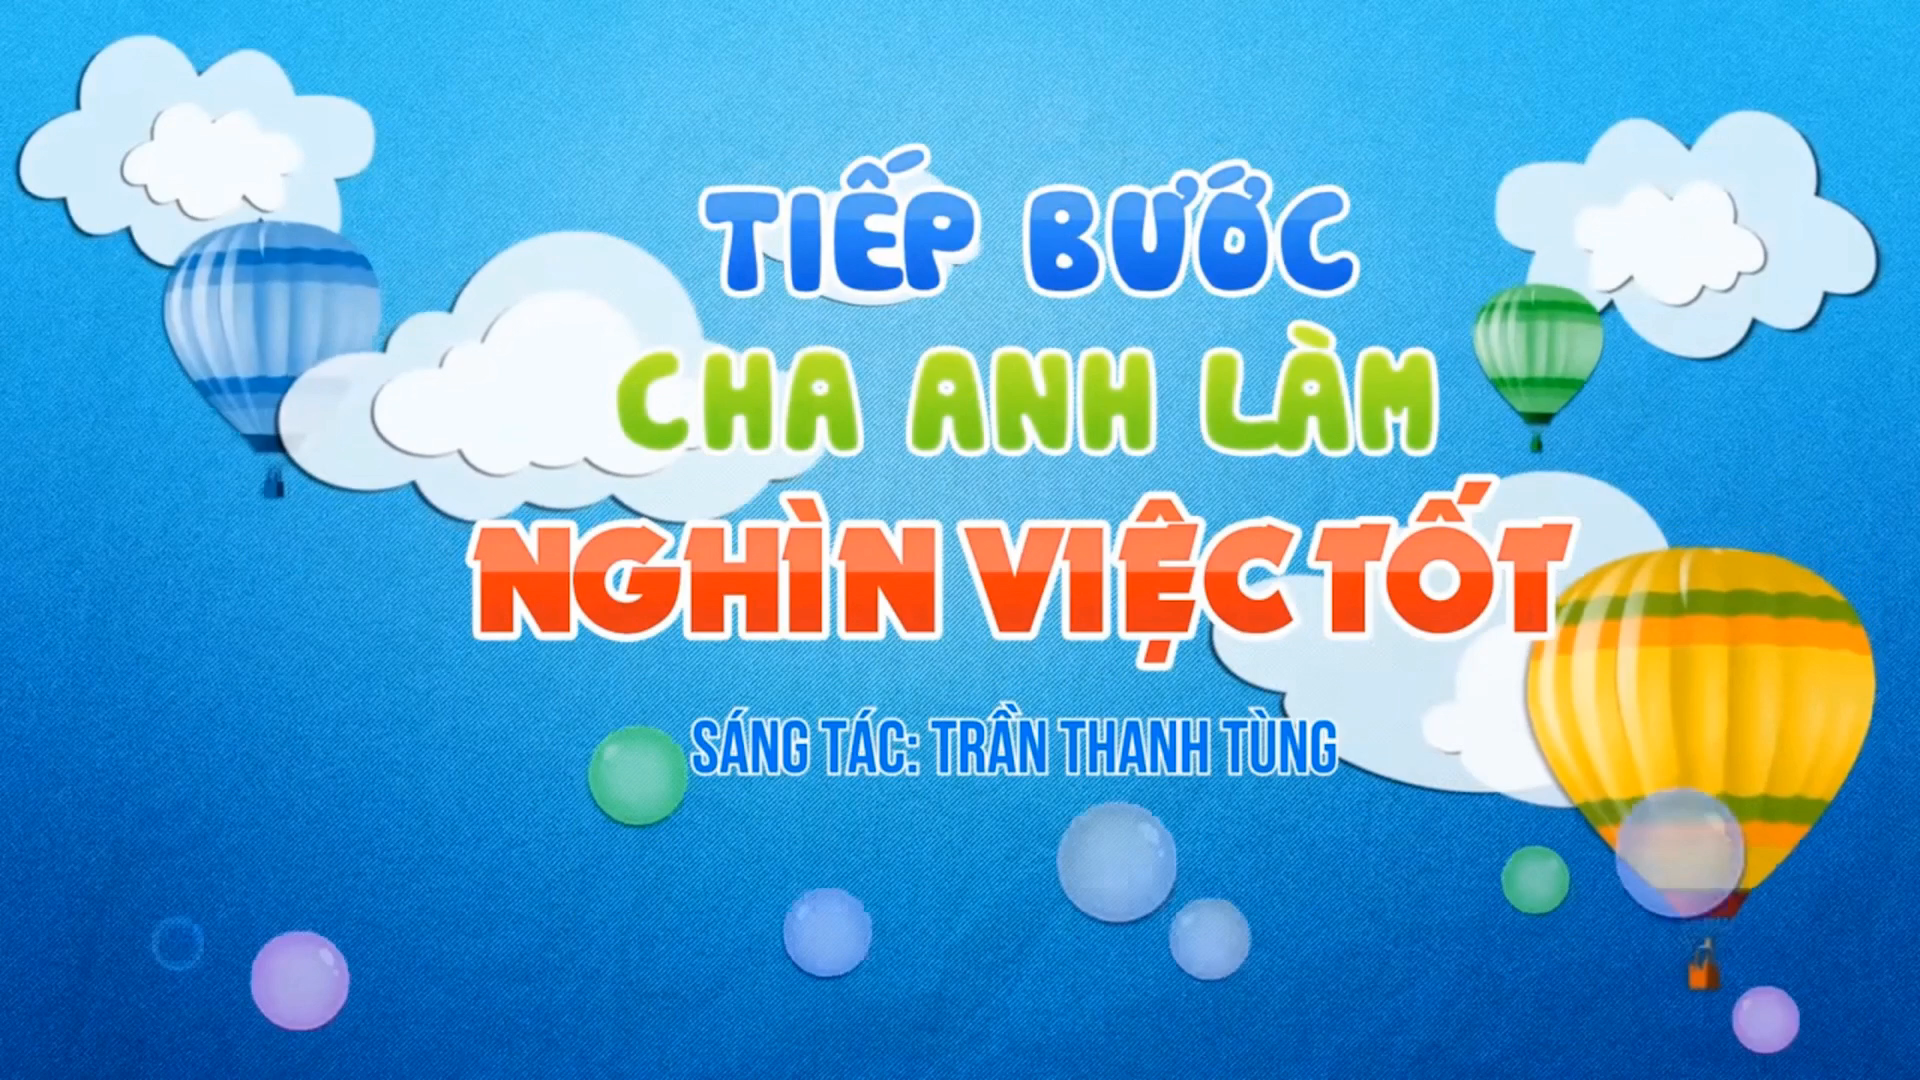 TIẾP BƯỚC
CHA ANH LÀM
NGHÌN VIỆC TỐT
SÁNG TÁC: TRẦN THANH TÙNG